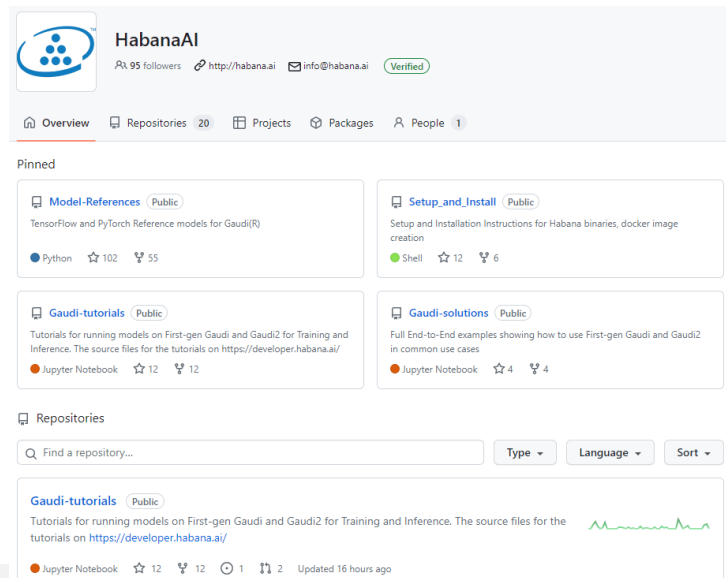 HabanaAI
95 followers http://habana.ai info@habana.ai Verified
Overview Repositories 20 Projects Packages People 1
Pinned
Model-References Public
TensorFlow and PyTorch Reference models for Gaudi(R)
Python 102 55
Setup_and_Install Public
Setup and Installation Instructions for Habana binaries, docker image
creation
Shell 12 6
Gaudi-tutorials Public
Tutorials for running models on First-gen Gaudi and Gaudi2 for Training and
Inference. The source files for the tutorials on https://developer.habana.ai/
Jupyter Notebook 12 12
Gaudi-solutions Public
Full End-to-End examples showing how to use First-gen Gaudi and Gaudi2
in common use cases
Jupyter Notebook 4 4
Repositories
Find a repository... Type Language Sort
Gaudi-tutorials Public
Tutorials for running models on First-gen Gaudi and Gaudi2 for Training and Inference. The source files for the
tutorials on https://developer.habana.ai/
Jupyter Notebook 12 12 1 2 Updated 16 hours ago